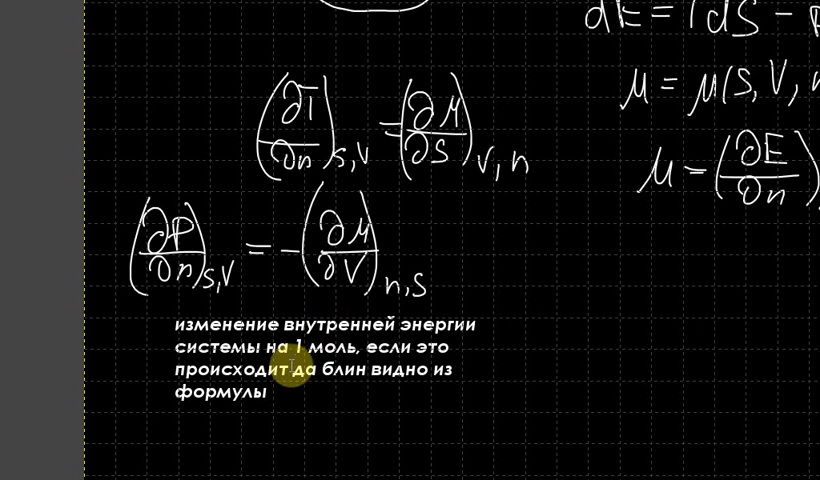 dE = TdS - P
μ = μ(S, V, n
(∂T/∂n)S,V = (∂μ/∂S)V,n
μ = (∂E/∂n)
(∂P/∂n)S,V = -(∂μ/∂V)n,S
изменение внутренней энергии
системы на 1 моль, если это
происходит да блин видно из
формулы